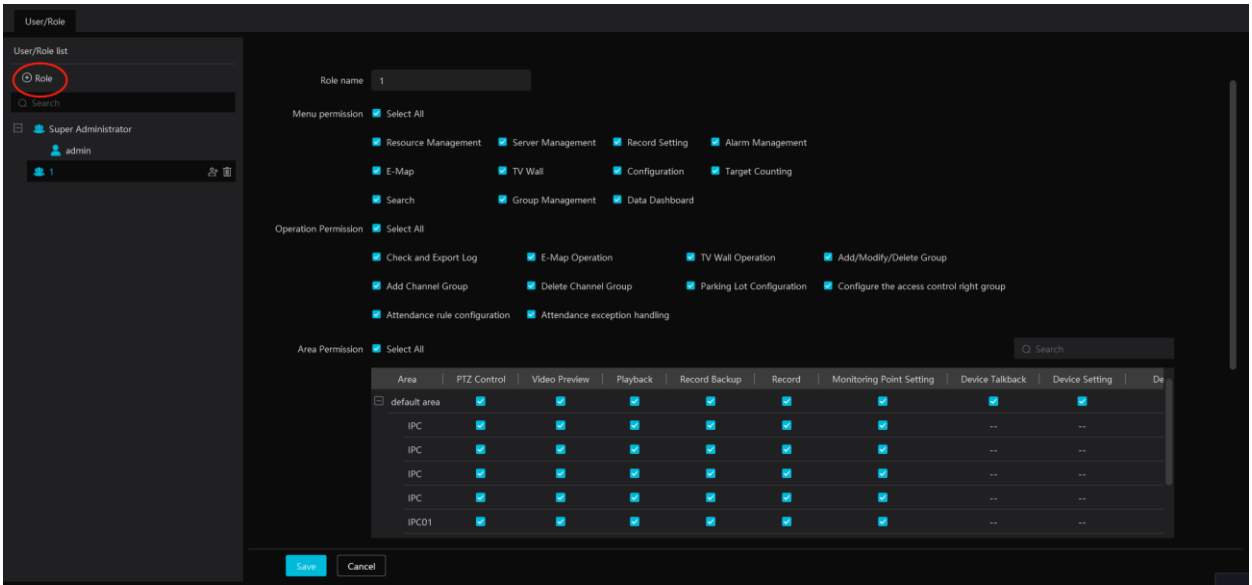 User/Role
User/Role list
Role
Search
Super Administrator
admin
1
Role name 1
Menu permission Select All
Resource Management Server Management Record Setting Alarm Management
E-Map TV Wall Configuration Target Counting
Search Group Management Data Dashboard
Operation Permission Select All
Check and Export Log E-Map Operation TV Wall Operation Add/Modify/Delete Group
Add Channel Group Delete Channel Group Parking Lot Configuration Configure the access control right group
Attendance rule configuration Attendance exception handling
Area Permission Select All Search
Area PTZ Control Video Preview Playback Record Backup Record Monitoring Point Setting Device Talkback Device Setting De
default area
IPC -- --
IPC -- --
IPC -- --
IPC -- --
IPC01 -- --
Save Cancel